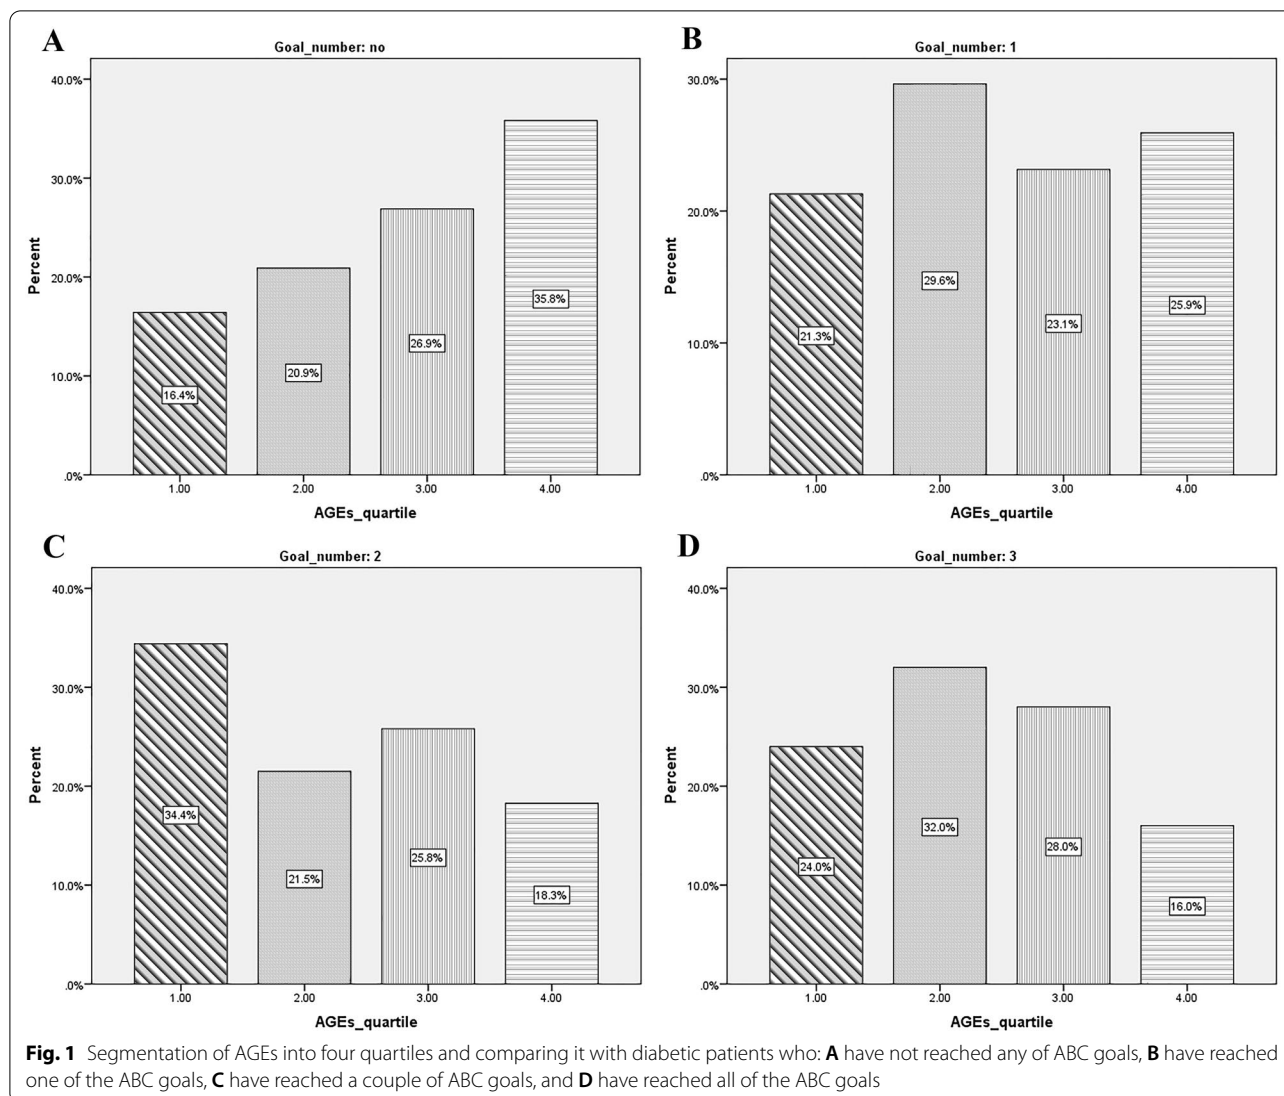 A
Goal_number: no
40.0%
30.0%
20.0%
10.0%
.0%
Percent
16.4%
20.9%
26.9%
35.8%
1.00 2.00 3.00 4.00
AGEs_quartile
B
Goal_number: 1
30.0%
20.0%
10.0%
.0%
Percent
21.3%
29.6%
23.1%
25.9%
1.00 2.00 3.00 4.00
AGEs_quartile
C
Goal_number: 2
40.0%
30.0%
20.0%
10.0%
.0%
Percent
34.4%
21.5%
25.8%
18.3%
1.00 2.00 3.00 4.00
AGEs_quartile
D
Goal_number: 3
40.0%
30.0%
20.0%
10.0%
.0%
Percent
24.0%
32.0%
28.0%
16.0%
1.00 2.00 3.00 4.00
AGEs_quartile
Fig. 1 Segmentation of AGEs into four quartiles and comparing it with diabetic patients who: A have not reached any of ABC goals, B have reached
one of the ABC goals, C have reached a couple of ABC goals, and D have reached all of the ABC goals